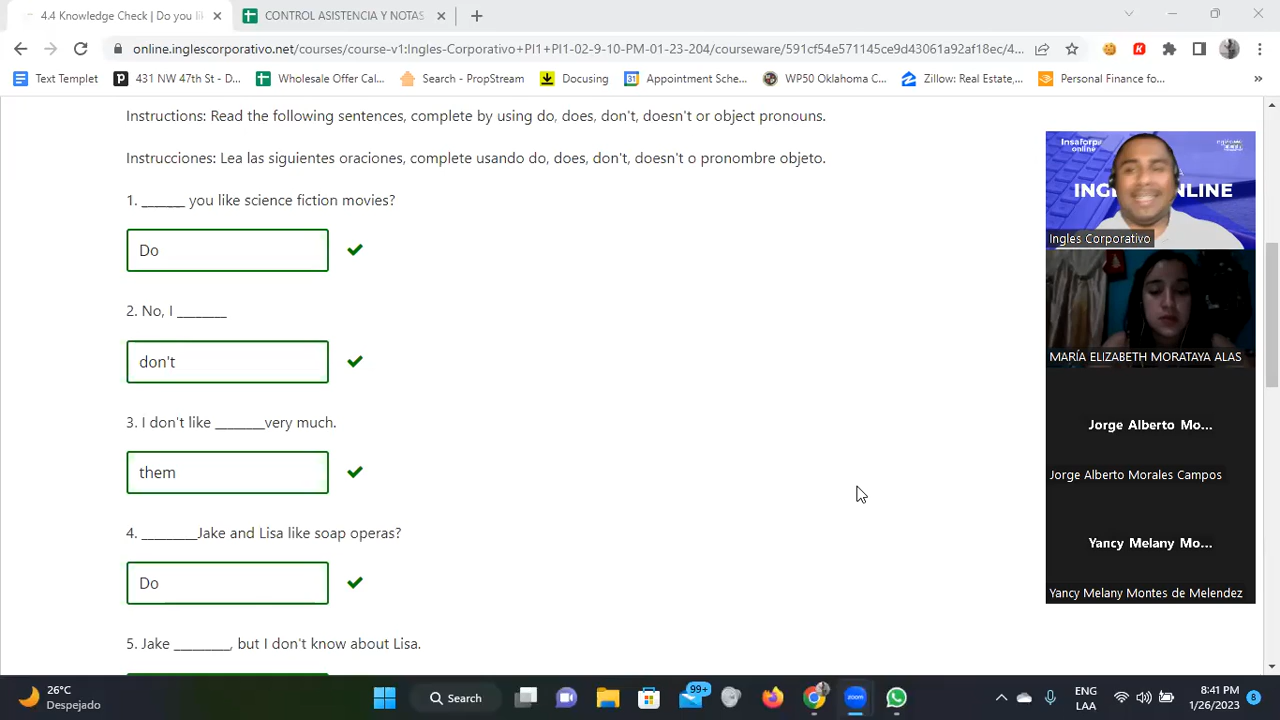 4.4 Knowledge Check | Do you li
CONTROL ASISTENCIA Y NOTAS
online.inglescorporativo.net/courses/course-v1:Ingles-Corporativo+PI1+PI1-02-9-10-PM-01-23-204/courseware/591cf54e571145ce9d43061a92af18ec/4...
Text Templet
431 NW 47th St - D...
Wholesale Offer Cal...
Search - PropStream
Docusing
Appointment Sche...
WP50 Oklahoma C...
Zillow: Real Estate,...
Personal Finance fo...
»
Instructions: Read the following sentences, complete by using do, does, don't, doesn't or object pronouns.
Instrucciones: Lea las siguientes oraciones, complete usando do, does, don't, doesn't o pronombre objeto.
1. ______ you like science fiction movies?
Do
2. No, I _______
don't
3. I don't like _______very much.
them
4. ________Jake and Lisa like soap operas?
Do
5. Jake ________, but I don't know about Lisa.
Insaforp
online
ING NLINE
Ingles Corporativo
MARÍA ELIZABETH MORATAYA ALAS
Jorge Alberto Mo...
Jorge Alberto Morales Campos
Yancy Melany Mo...
Yancy Melany Montes de Melendez
26°C
Despejado
Search
99+
ENG
LAA
8:41 PM
1/26/2023
8